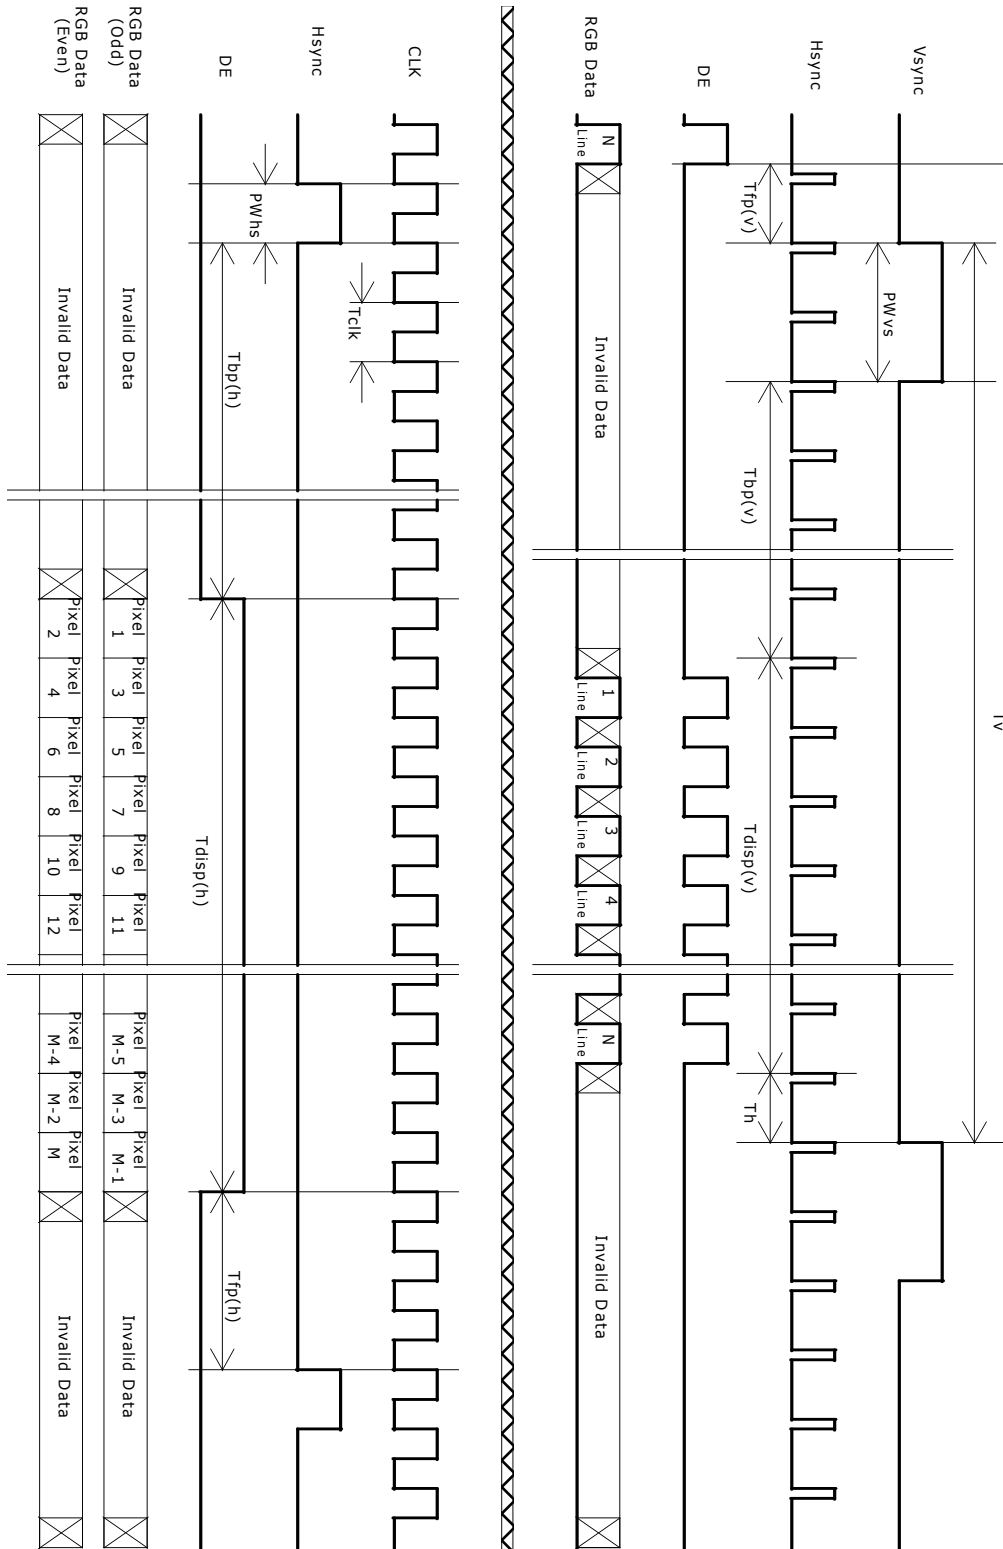 Vsync
Tv
PWvs
Hsync
Tfp(v)
Tbp(v)
Tdisp(v)
Th
DE
RGB Data
Line N
Invalid Data
Line 1
Line 2
Line 3
Line 4
Line N
Invalid Data
CLK
Tclk
Hsync
PWhs
DE
Tbp(h)
Tdisp(h)
Tfp(h)
RGB Data
(Odd)
Invalid Data
Pixel 1
Pixel 3
Pixel 5
Pixel 7
Pixel 9
Pixel 11
Pixel M-5
Pixel M-3
Pixel M-1
Invalid Data
RGB Data
(Even)
Invalid Data
Pixel 2
Pixel 4
Pixel 6
Pixel 8
Pixel 10
Pixel 12
Pixel M-4
Pixel M-2
Pixel M
Invalid Data